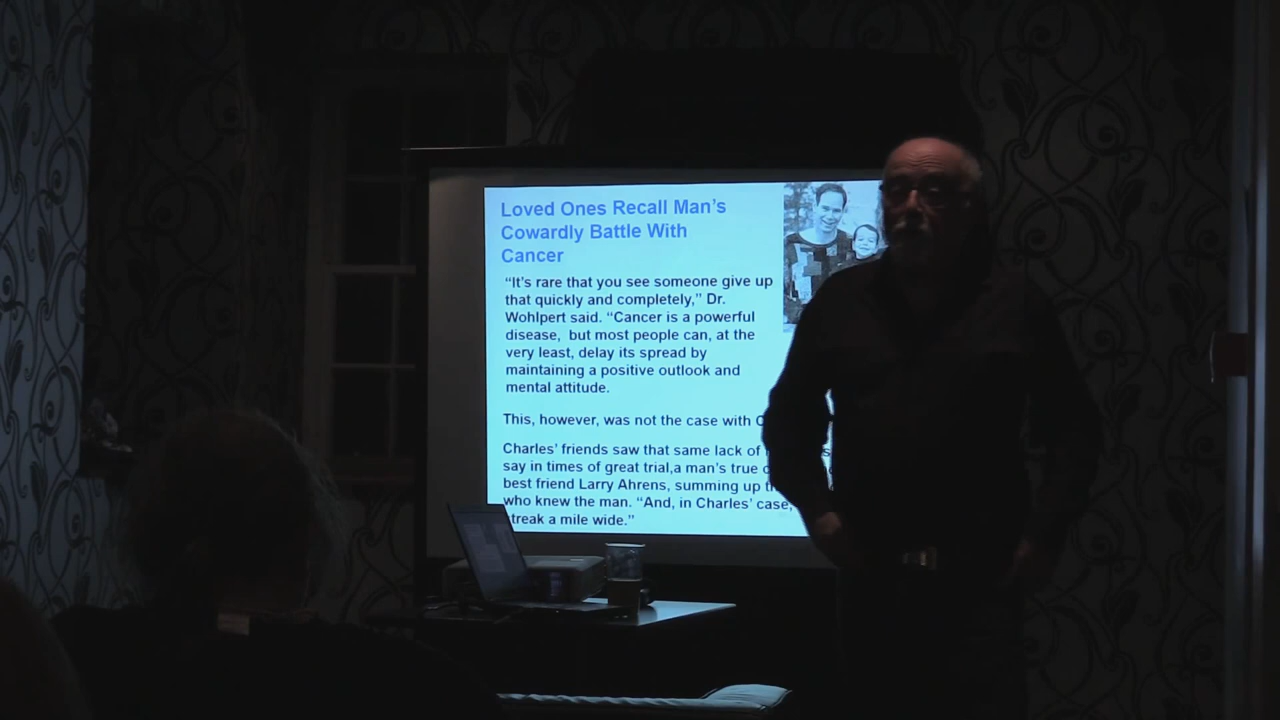 Loved Ones Recall Man's
Cowardly Battle With
Cancer
“It's rare that you see someone give up
that quickly and completely,” Dr.
Wohlpert said. “Cancer is a powerful
disease, but most people can, at the
very least, delay its spread by
maintaining a positive outlook and
mental attitude.
This, however, was not the case with
Charles' friends saw that same lack of
say in times of great trial,a man's true
best friend Larry Ahrens, summing up
who knew the man. “And, in Charles' case,
streak a mile wide.”